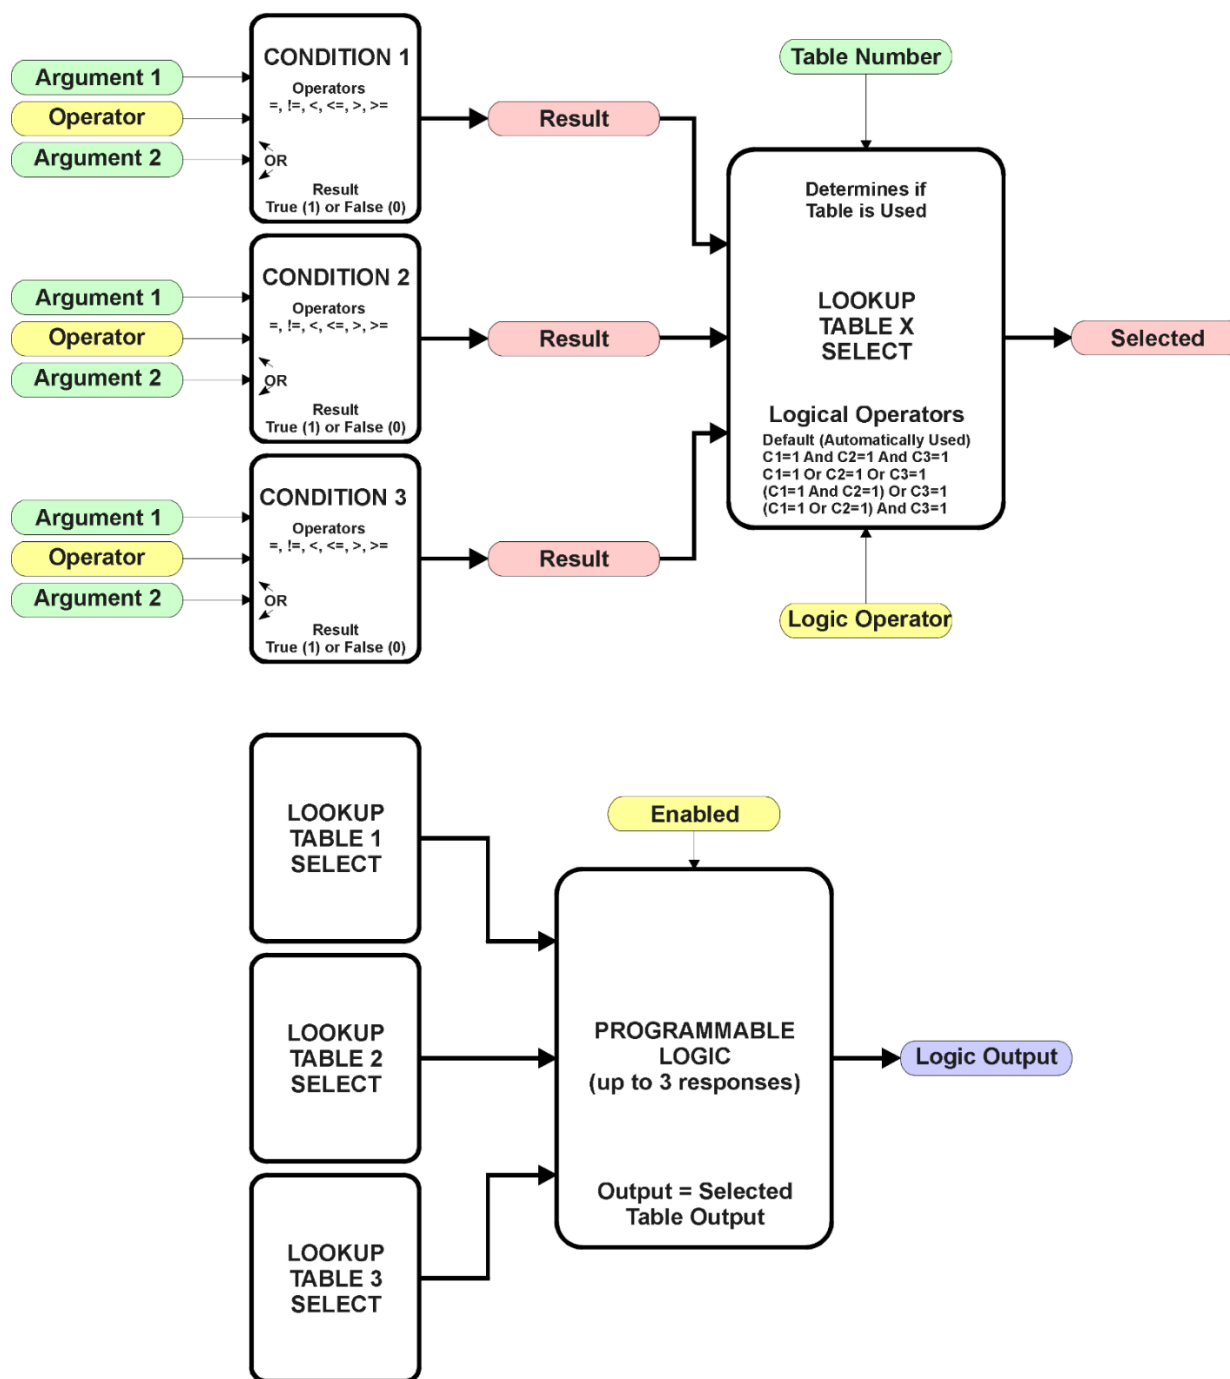 Argument 1
Operator
Argument 2
CONDITION 1
Operators
=, !=, <, <=, >, >=
OR
Result
True (1) or False (0)
Result
Argument 1
Operator
Argument 2
CONDITION 2
Operators
=, !=, <, <=, >, >=
OR
Result
True (1) or False (0)
Result
Argument 1
Operator
Argument 2
CONDITION 3
Operators
=, !=, <, <=, >, >=
OR
Result
True (1) or False (0)
Result
Table Number
Determines if
Table is Used
LOOKUP
TABLE X
SELECT
Logical Operators
Default (Automatically Used)
C1=1 And C2=1 And C3=1
C1=1 Or C2=1 Or C3=1
(C1=1 And C2=1) Or C3=1
(C1=1 Or C2=1) And C3=1
Logic Operator
Selected
LOOKUP
TABLE 1
SELECT
LOOKUP
TABLE 2
SELECT
LOOKUP
TABLE 3
SELECT
Enabled
PROGRAMMABLE
LOGIC
(up to 3 responses)
Output = Selected
Table Output
Logic Output